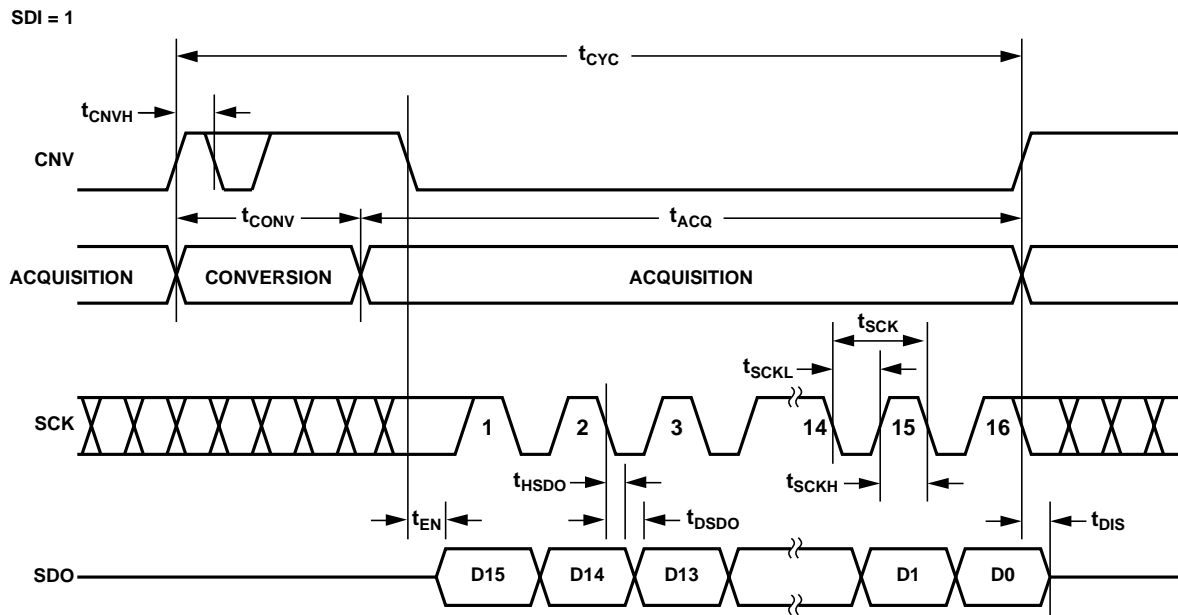 SDI = 1
tCYC
tCNVH
CNV
tCONV
tACQ
ACQUISITION
CONVERSION
ACQUISITION
tSCK
tSCKL
SCK
1
2
3
14
15
16
tHSDO
tSCKH
tEN
tDSDO
tDIS
SDO
D15
D14
D13
D1
D0